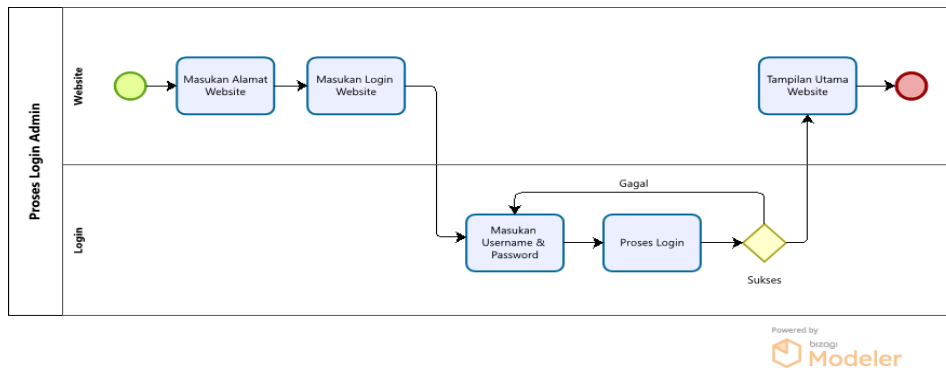 Proses Login Admin
Website
Masukan Alamat
Website
Masukan Login
Website
Tampilan Utama
Website
Login
Gagal
Masukan
Username &
Password
Proses Login
Sukses
Powered by
bizagi
Modeler